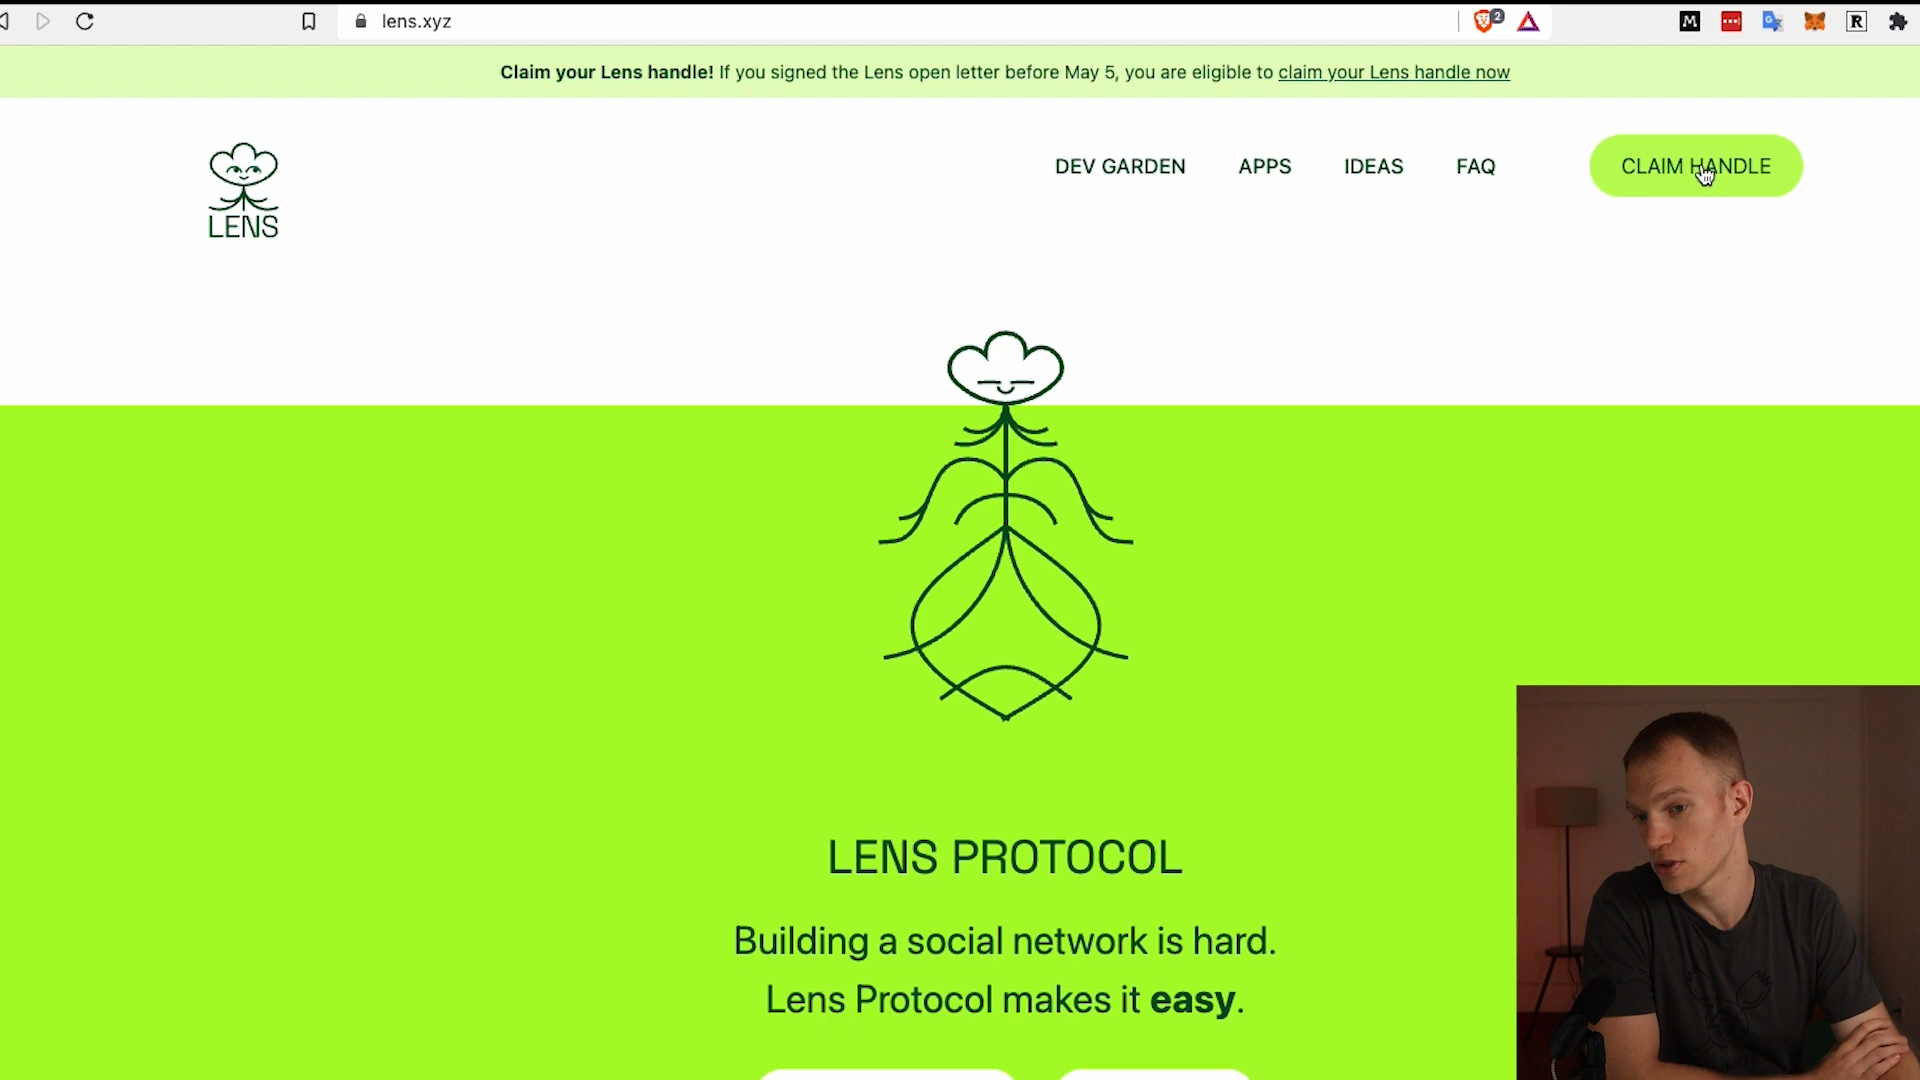 lens.xyz
2
M
R
Claim your Lens handle! If you signed the Lens open letter before May 5, you are eligible to claim your Lens handle now
LENS
DEV GARDEN
APPS
IDEAS
FAQ
CLAIM HANDLE
LENS PROTOCOL
Building a social network is hard.
Lens Protocol makes it easy.